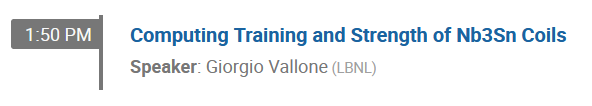 1:50 PM Computing Training and Strength of Nb3Sn Coils
Speaker: Giorgio Vallone (LBNL)